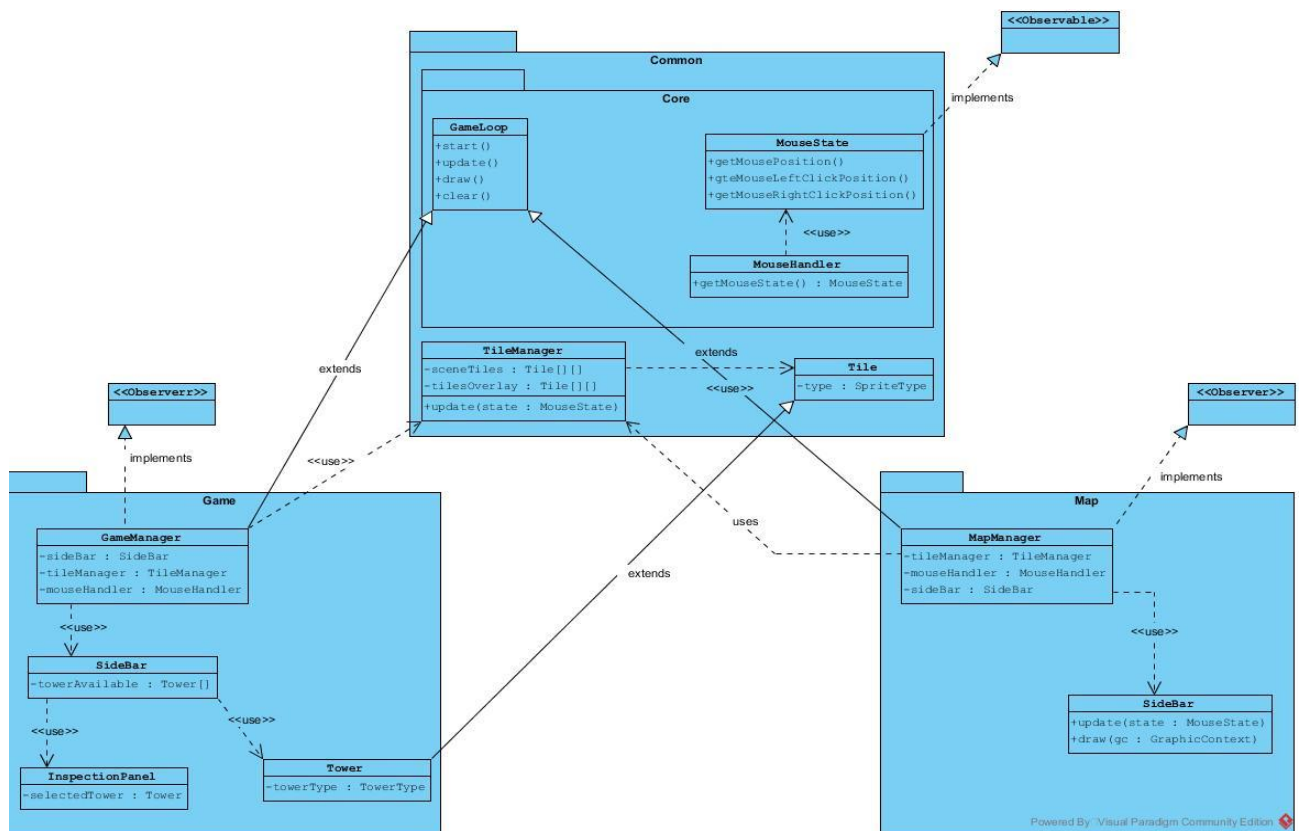 <<Observable>>
implements
Common
Core
GameLoop
+start()
+update()
+draw()
+clear()
MouseState
+getMousePosition()
+gteMouseLeftClickPosition()
+getMouseRightClickPosition()
<<use>>
MouseHandler
+getMouseState() : MouseState
TileManager
-sceneTiles : Tile[][]
-tilesOverlay : Tile[][]
+update(state : MouseState)
extends
<<use>>
Tile
-type : SpriteType
extends
<<Observerr>>
implements
<<use>>
<<Observer>>
implements
Game
GameManager
-sideBar : SideBar
-tileManager : TileManager
-mouseHandler : MouseHandler
<<use>>
SideBar
-towerAvailable : Tower[]
<<use>>
<<use>>
InspectionPanel
-selectedTower : Tower
Tower
-towerType : TowerType
extends
uses
Map
MapManager
-tileManager : TileManager
-mouseHandler : MouseHandler
-sideBar : SideBar
<<use>>
SideBar
+update(state : MouseState)
+draw(gc : GraphicContext)
Powered By Visual Paradigm Community Edition